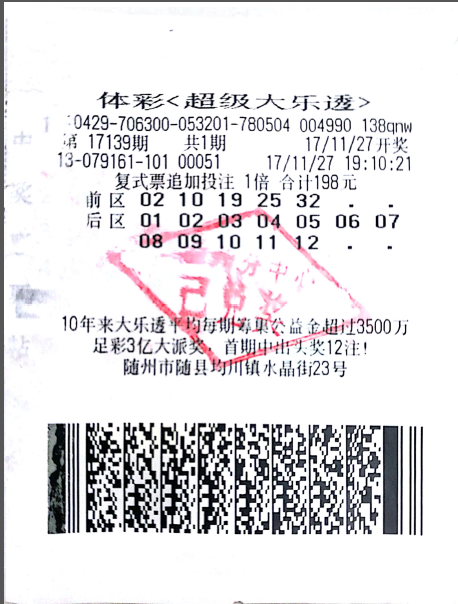 体彩<超级大乐透>
0429-706300-053201-780504 004990 138qnw
第 17139期 共1期 17/11/27开奖
13-079161-101 00051 17/11/27 19:10:21
复式票追加投注 1倍 合计198元
前区 02 10 19 25 32 . .
后区 01 02 03 04 05 06 07
08 09 10 11 12 . .
中心
已兑奖
10年来大乐透平均每期筹集公益金超过3500万
足彩3亿大派奖，首期中出头奖12注!
随州市随县均川镇水晶街23号